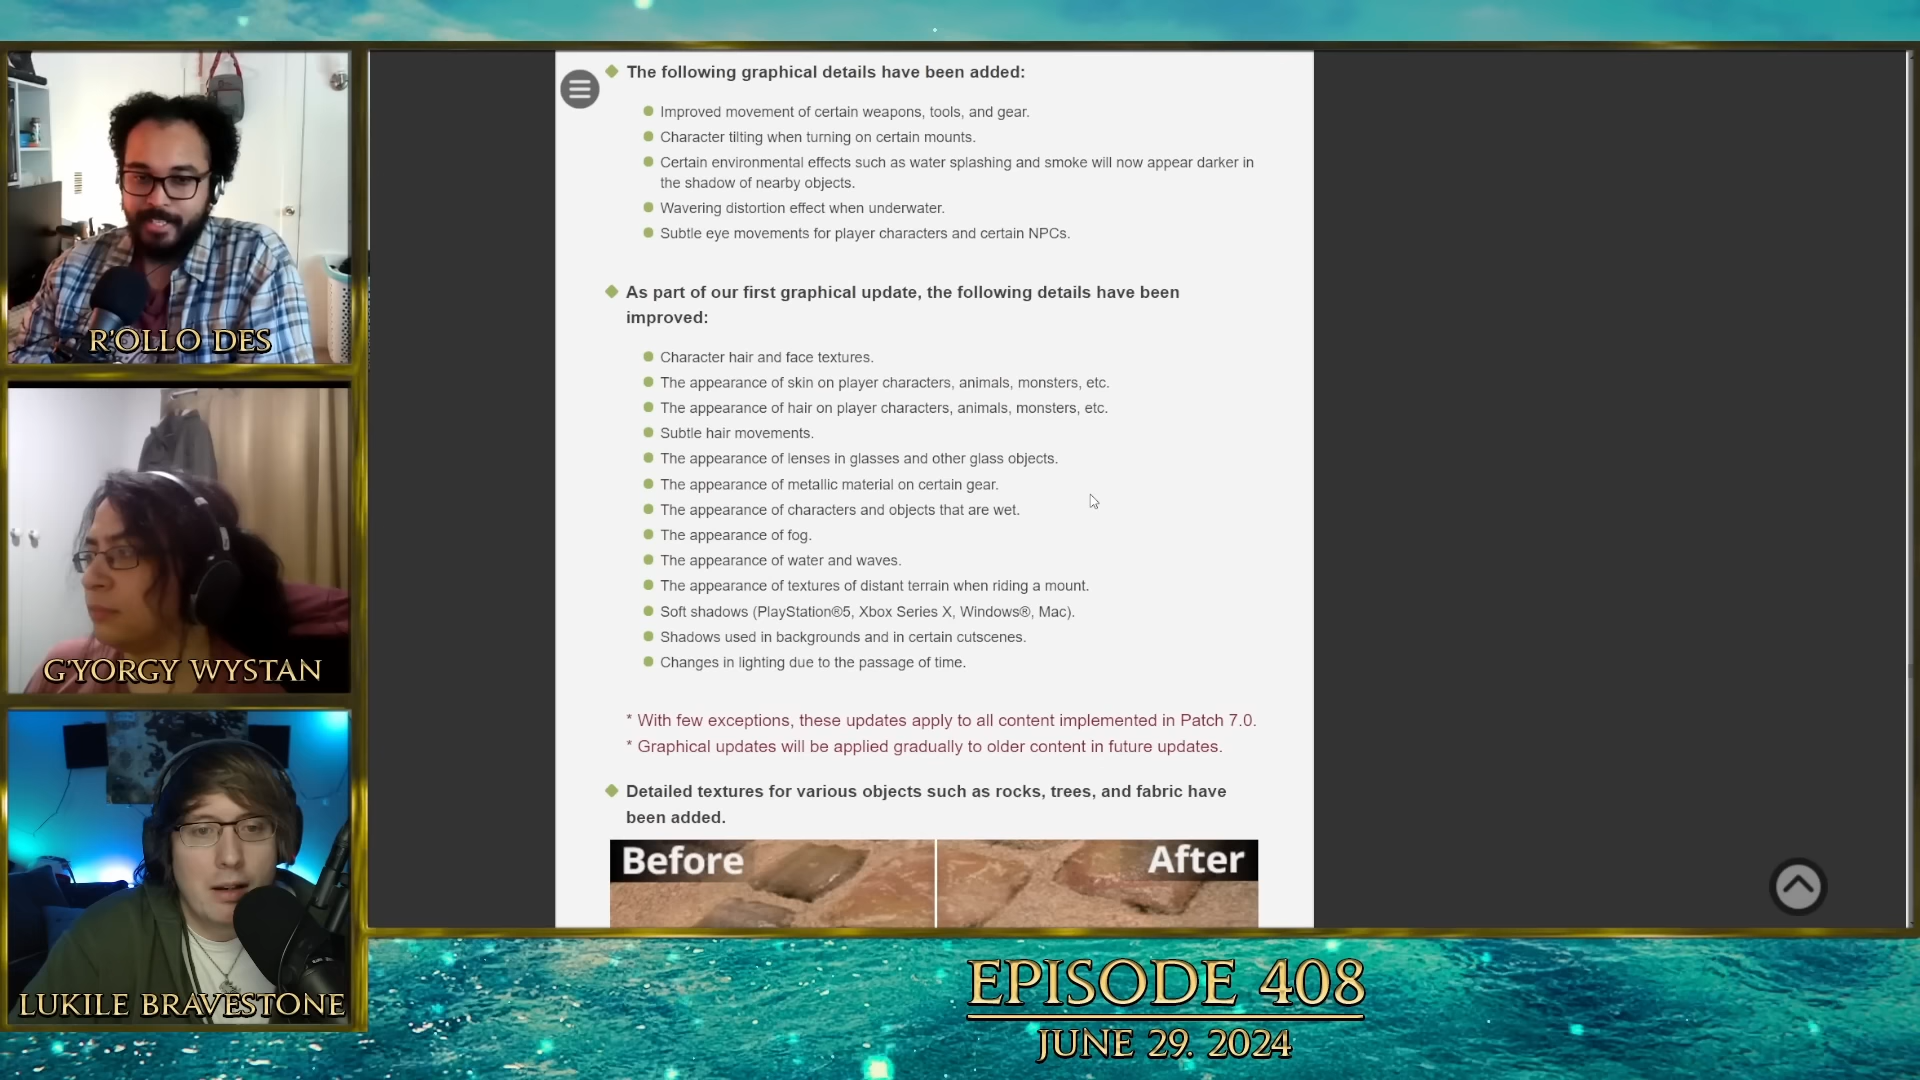 The following graphical details have been added:
Improved movement of certain weapons, tools, and gear.
Character tilting when turning on certain mounts.
Certain environmental effects such as water splashing and smoke will now appear darker in
the shadow of nearby objects.
Wavering distortion effect when underwater.
Subtle eye movements for player characters and certain NPCs.
As part of our first graphical update, the following details have been
improved:
Character hair and face textures.
The appearance of skin on player characters, animals, monsters, etc.
The appearance of hair on player characters, animals, monsters, etc.
Subtle hair movements.
The appearance of lenses in glasses and other glass objects.
The appearance of metallic material on certain gear.
The appearance of characters and objects that are wet.
The appearance of fog.
The appearance of water and waves.
The appearance of textures of distant terrain when riding a mount.
Soft shadows (PlayStation®5, Xbox Series X, Windows®, Mac).
Shadows used in backgrounds and in certain cutscenes.
Changes in lighting due to the passage of time.
* With few exceptions, these updates apply to all content implemented in Patch 7.0.
* Graphical updates will be applied gradually to older content in future updates.
Detailed textures for various objects such as rocks, trees, and fabric have
been added.
Before
After
R'OLLO DES
G'YORGY WYSTAN
LUKILE BRAVESTONE
EPISODE 408
JUNE 29. 2024